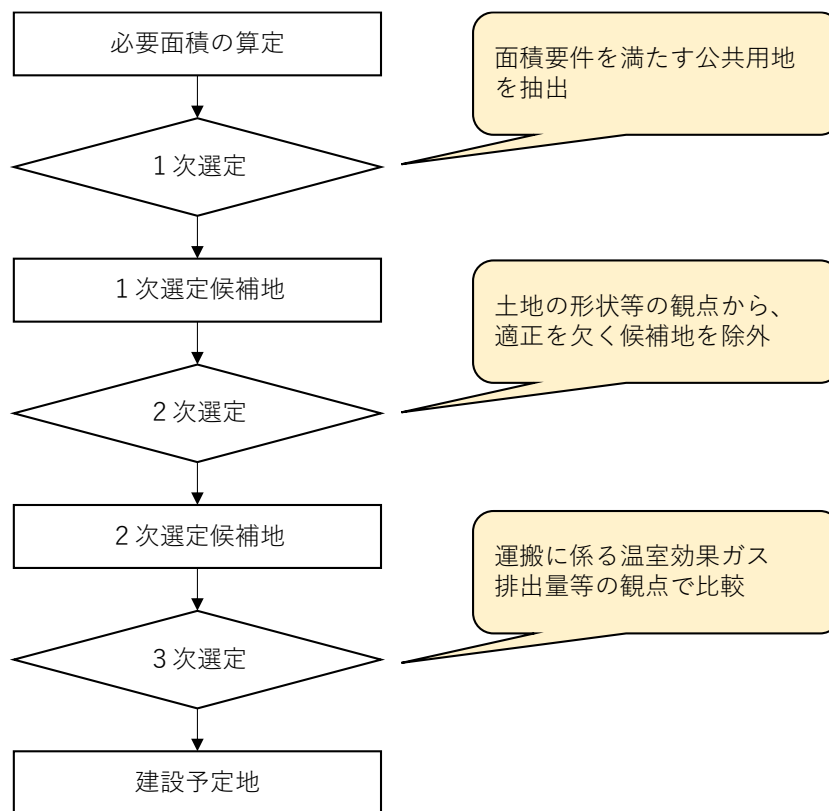 必要面積の算定
面積要件を満たす公共用地
を抽出
1次選定
1次選定候補地
土地の形状等の観点から、
適正を欠く候補地を除外
2次選定
2次選定候補地
運搬に係る温室効果ガス
排出量等の観点で比較
3次選定
建設予定地